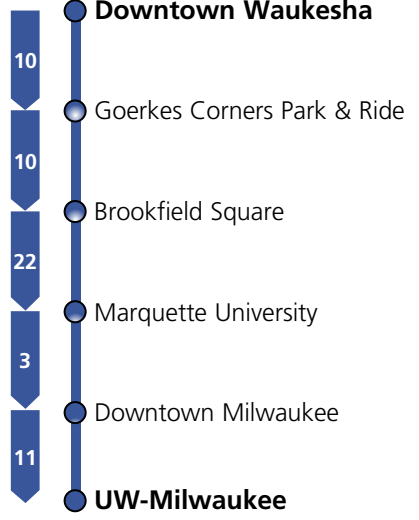 Downtown Waukesha
10
Goerkes Corners Park & Ride
10
Brookfield Square
22
Marquette University
3
Downtown Milwaukee
11
UW-Milwaukee